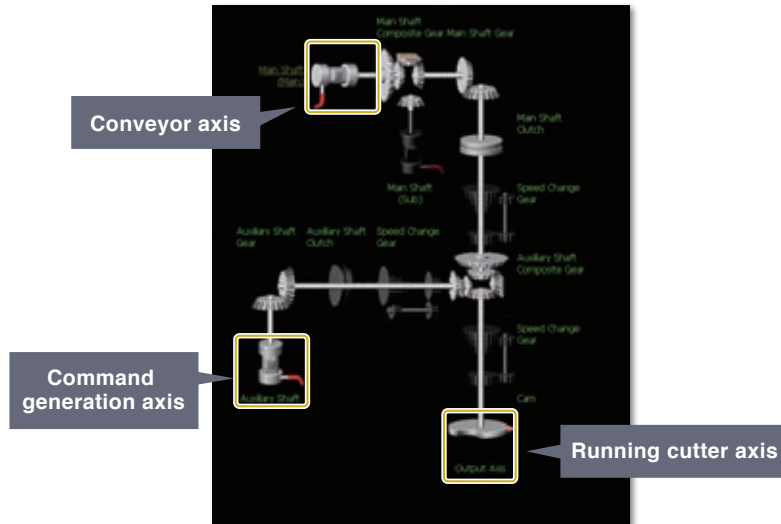 Main Shaft
Composite Gear Main Shaft Gear
Main Shaft
(Main)
Conveyor axis
Main Shaft
Clutch
Main Shaft
(Sub)
Speed Change
Gear
Auxiliary Shaft
Gear
Auxiliary Shaft
Clutch
Speed Change
Gear
Auxiliary Shaft
Composite Gear
Speed Change
Gear
Command
generation axis
Auxiliary Shaft
Cam
Running cutter axis
Output Axis